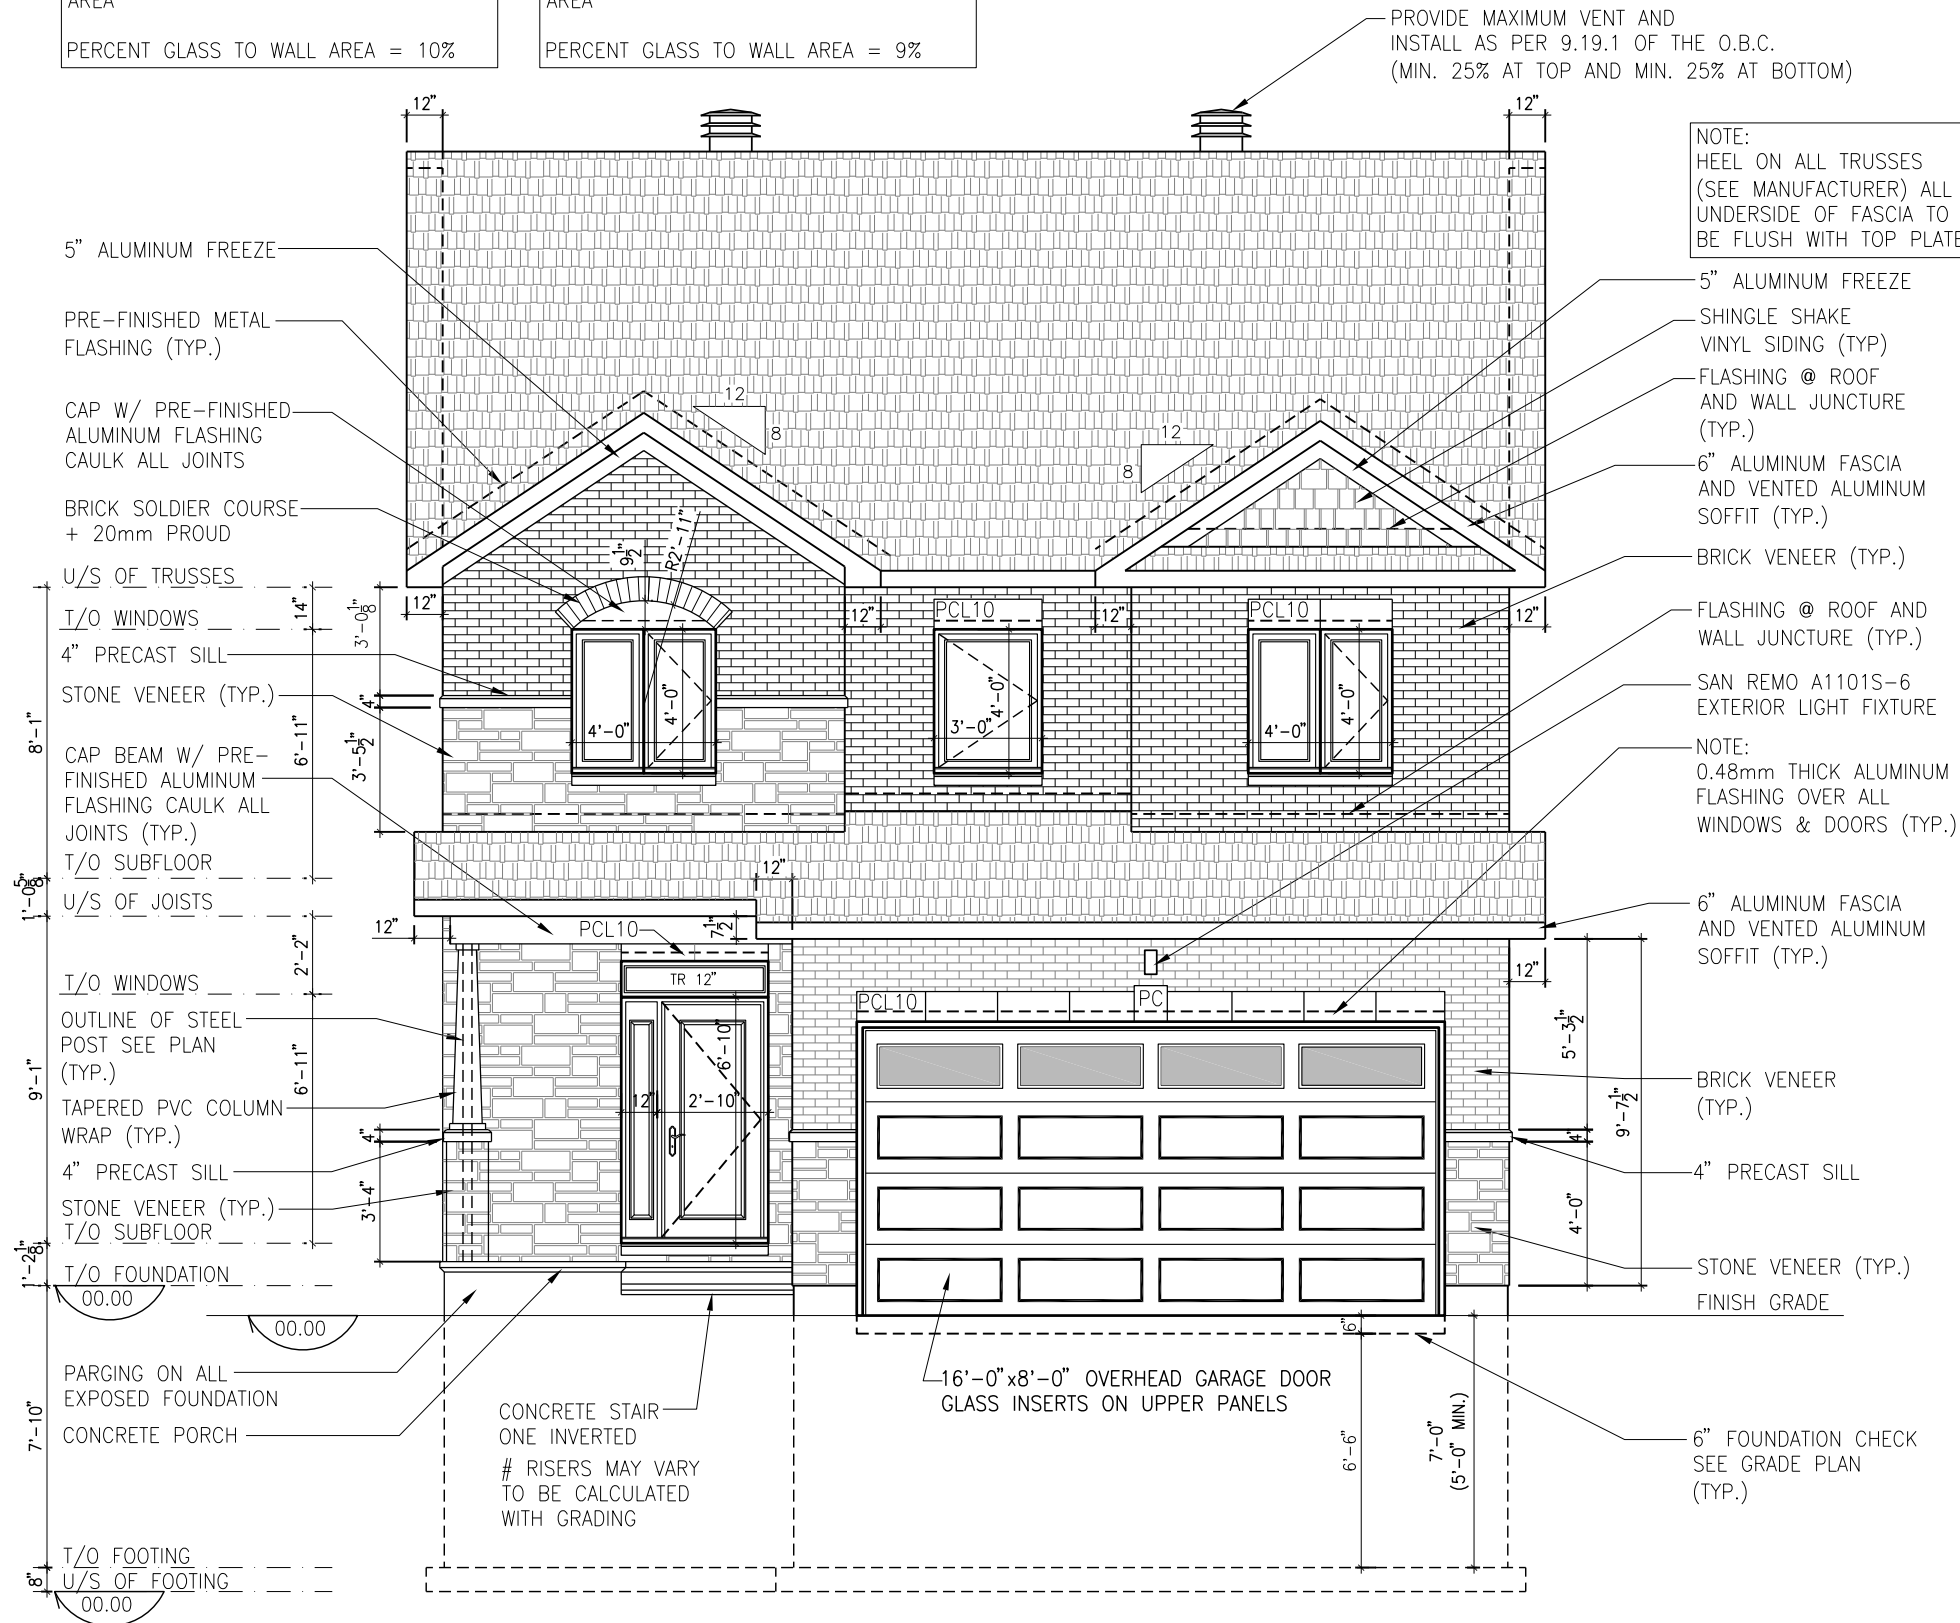 AREA
PERCENT GLASS TO WALL AREA = 10%
AREA
PERCENT GLASS TO WALL AREA = 9%
PROVIDE MAXIMUM VENT AND
INSTALL AS PER 9.19.1 OF THE O.B.C.
(MIN. 25% AT TOP AND MIN. 25% AT BOTTOM)
12"
12"
NOTE:
HEEL ON ALL TRUSSES
(SEE MANUFACTURER) ALL
UNDERSIDE OF FASCIA TO
BE FLUSH WITH TOP PLATE
5" ALUMINUM FREEZE
PRE-FINISHED METAL
FLASHING (TYP.)
CAP W/ PRE-FINISHED
ALUMINUM FLASHING
CAULK ALL JOINTS
BRICK SOLDIER COURSE
+ 20mm PROUD
U/S OF TRUSSES
T/O WINDOWS
4" PRECAST SILL
STONE VENEER (TYP.)
CAP BEAM W/ PRE-
FINISHED ALUMINUM
FLASHING CAULK ALL
JOINTS (TYP.)
T/O SUBFLOOR
U/S OF JOISTS
T/O WINDOWS
OUTLINE OF STEEL
POST SEE PLAN
(TYP.)
TAPERED PVC COLUMN
WRAP (TYP.)
4" PRECAST SILL
STONE VENEER (TYP.)
T/O SUBFLOOR
T/O FOUNDATION
00.00
00.00
PARGING ON ALL
EXPOSED FOUNDATION
CONCRETE PORCH
T/O FOOTING
U/S OF FOOTING
00.00
8'-1"
1'-0 5/8"
9'-1"
1'-2 1/8"
7'-10"
8"
14"
6'-11"
2'-2"
6'-11"
3'-0 1/8"
4"
3'-5 1/2"
4"
3'-4"
12
8
12
8
9 1/2"
R2'-11"
12"
12"
12"
12"
PCL10
PCL10
4'-0"
4'-0"
3'-0"
4'-0"
4'-0"
4'-0"
12"
12"
7 1/2"
PCL10
TR 12"
6'-10"
12"
2'-10"
PCL10
PC
12"
5'-3 1/2"
4"
4'-0"
9'-7 1/2"
5" ALUMINUM FREEZE
SHINGLE SHAKE
VINYL SIDING (TYP)
FLASHING @ ROOF
AND WALL JUNCTURE
(TYP.)
6" ALUMINUM FASCIA
AND VENTED ALUMINUM
SOFFIT (TYP.)
BRICK VENEER (TYP.)
FLASHING @ ROOF AND
WALL JUNCTURE (TYP.)
SAN REMO A1101S-6
EXTERIOR LIGHT FIXTURE
NOTE:
0.48mm THICK ALUMINUM
FLASHING OVER ALL
WINDOWS & DOORS (TYP.)
6" ALUMINUM FASCIA
AND VENTED ALUMINUM
SOFFIT (TYP.)
BRICK VENEER
(TYP.)
4" PRECAST SILL
STONE VENEER (TYP.)
FINISH GRADE
6"
6'-6"
7'-0"
(5'-0" MIN.)
16'-0"x8'-0" OVERHEAD GARAGE DOOR
GLASS INSERTS ON UPPER PANELS
CONCRETE STAIR
ONE INVERTED
# RISERS MAY VARY
TO BE CALCULATED
WITH GRADING
6" FOUNDATION CHECK
SEE GRADE PLAN
(TYP.)